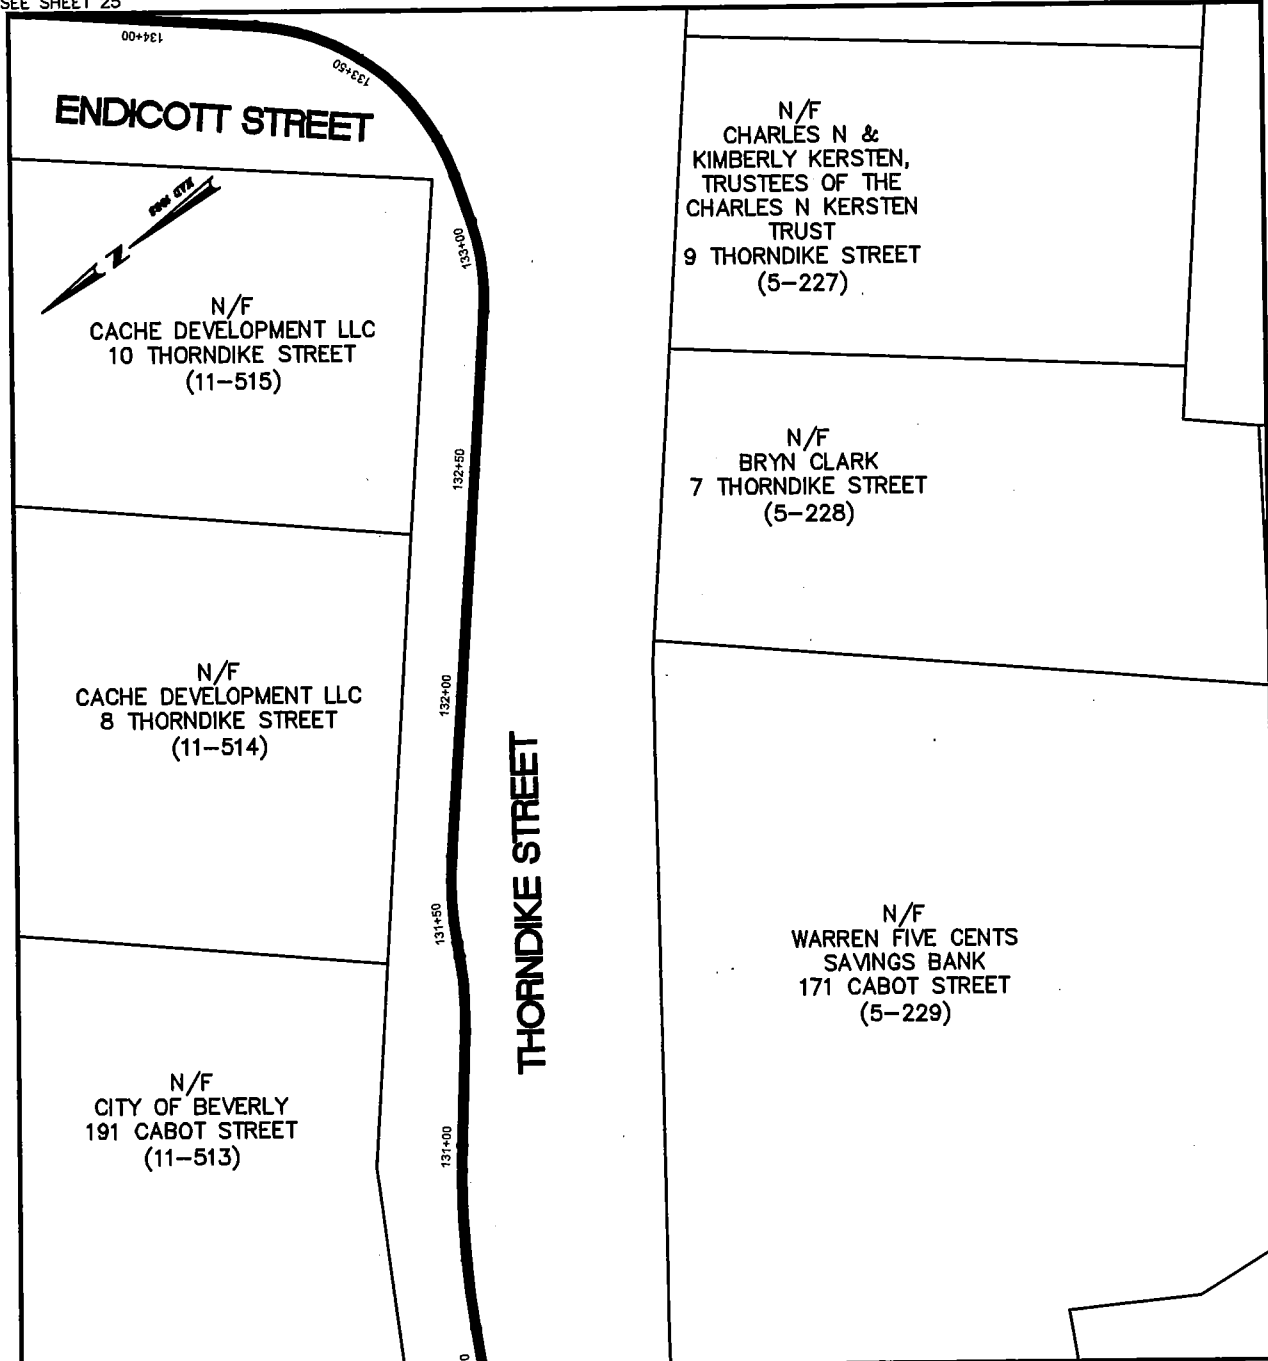 SEE SHEET 25
134+00
133+50
ENDICOTT STREET
NAD 1983
N
N/F
CACHE DEVELOPMENT LLC
10 THORNDIKE STREET
(11-515)
133+00
N/F
CHARLES N &
KIMBERLY KERSTEN,
TRUSTEES OF THE
CHARLES N KERSTEN
TRUST
9 THORNDIKE STREET
(5-227)
132+50
N/F
BRYN CLARK
7 THORNDIKE STREET
(5-228)
N/F
CACHE DEVELOPMENT LLC
8 THORNDIKE STREET
(11-514)
132+00
THORNDIKE STREET
131+50
N/F
WARREN FIVE CENTS
SAVINGS BANK
171 CABOT STREET
(5-229)
N/F
CITY OF BEVERLY
191 CABOT STREET
(11-513)
131+00